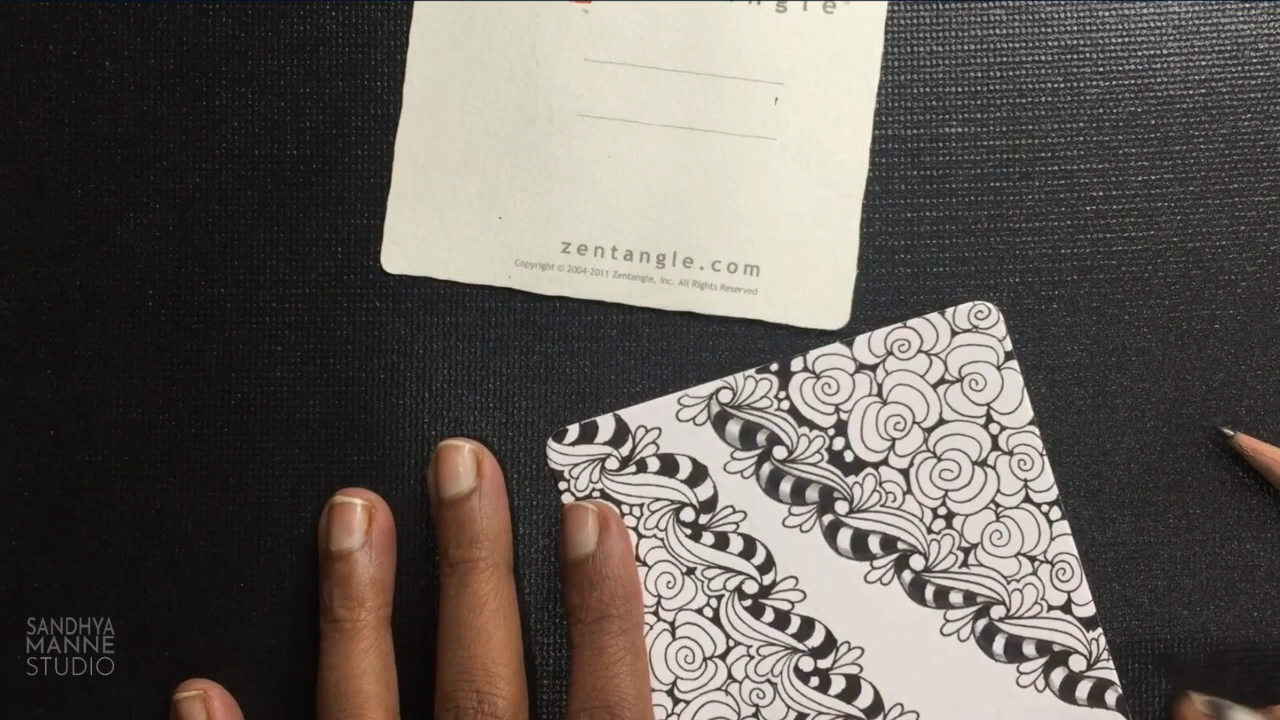 zentangle.com
Copyright © 2004-2011 Zentangle, Inc. All Rights Reserved
SANDHYA
MANNE
STUDIO